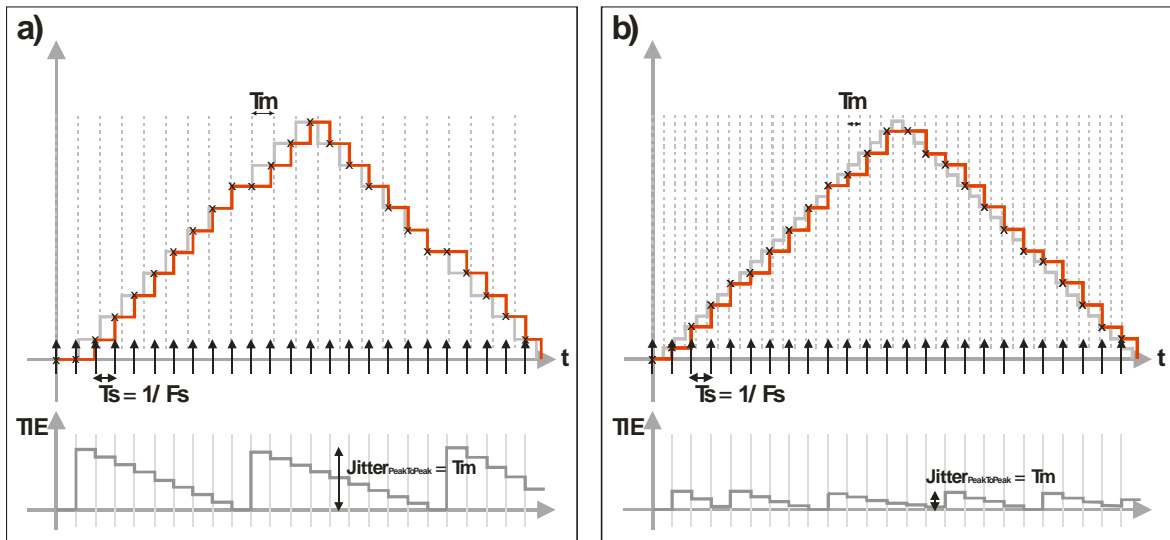 a)
Tm
t
Ts = 1/ Fs
TIE
JitterPeakToPeak = Tm
b)
Tm
t
Ts = 1/ Fs
TIE
JitterPeakToPeak = Tm